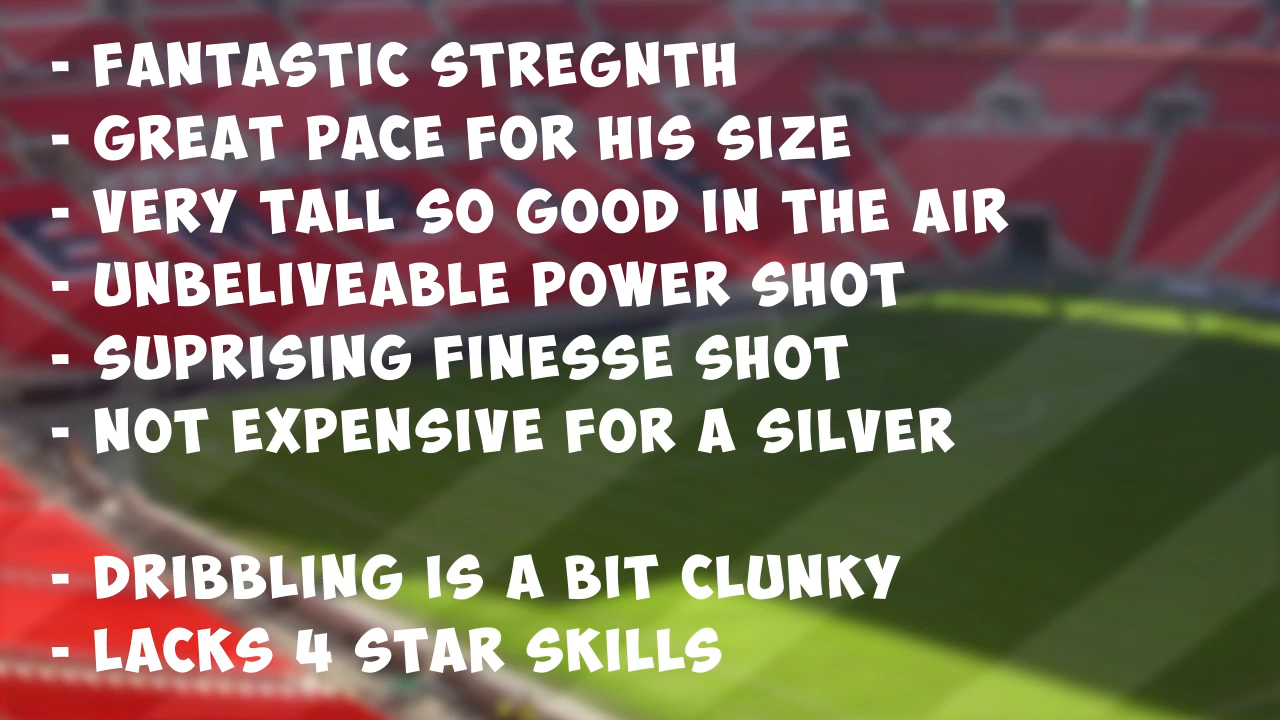 - FANTASTIC STREGNTH
- GREAT PACE FOR HIS SIZE
- VERY TALL SO GOOD IN THE AIR
- UNBELIVEABLE POWER SHOT
- SUPRISING FINESSE SHOT
- NOT EXPENSIVE FOR A SILVER
- DRIBBLING IS A BIT CLUNKY
- LACKS 4 STAR SKILLS